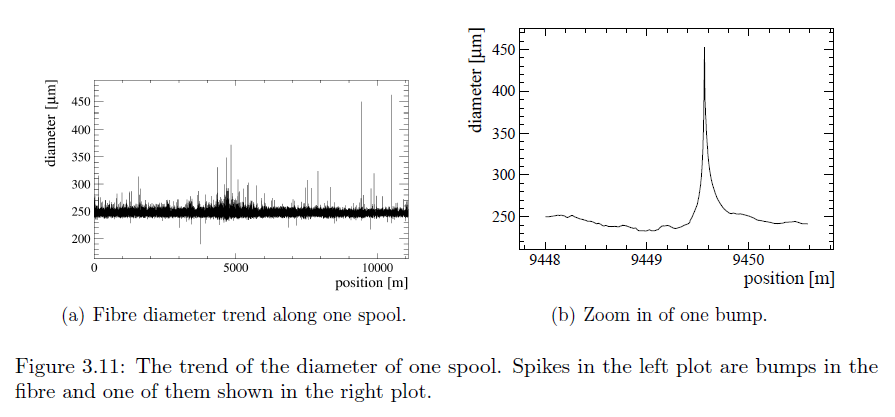 diameter [μm]
450
400
350
300
250
200
0
5000
10000
position [m]
(a) Fibre diameter trend along one spool.
diameter [μm]
450
400
350
300
250
9448
9449
9450
position [m]
(b) Zoom in of one bump.
Figure 3.11: The trend of the diameter of one spool. Spikes in the left plot are bumps in the
fibre and one of them shown in the right plot.